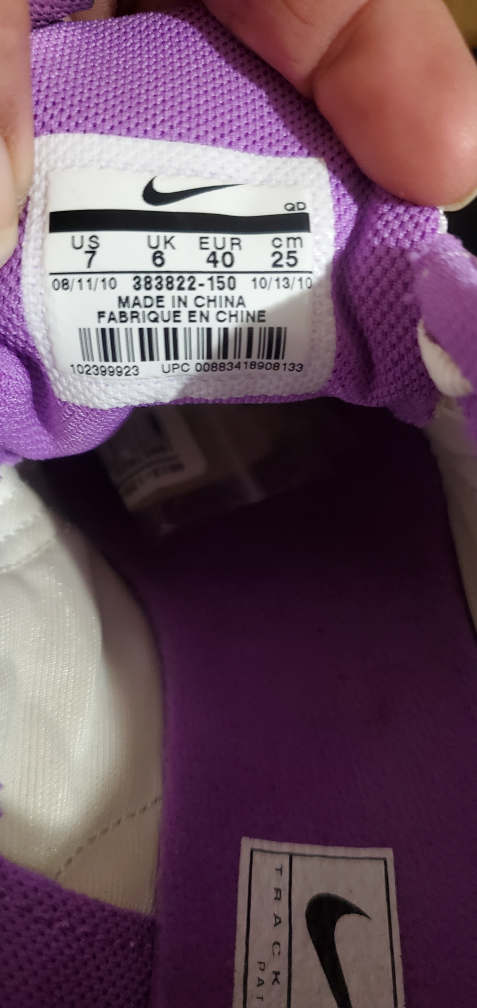 QD
US UK EUR cm
7 6 40 25
08/11/10 383822-150 10/13/10
MADE IN CHINA
FABRIQUE EN CHINE
102399923 UPC 00883418908133
TRACK